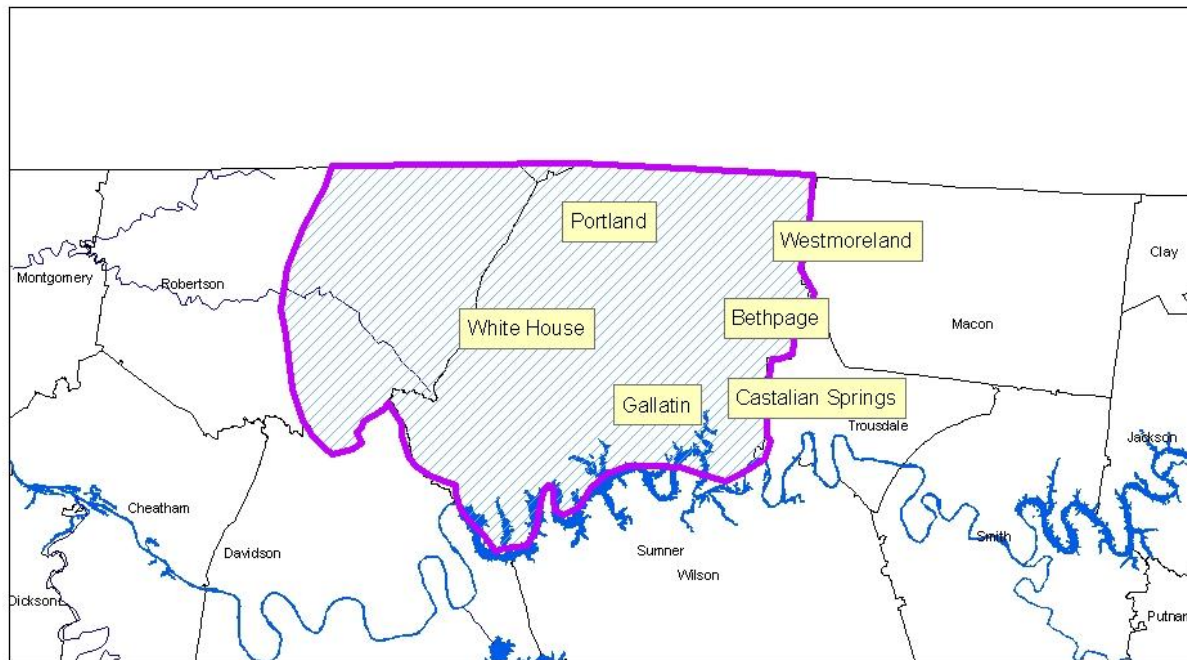 Portland
Westmoreland
Clay
Montgomery
Robertson
White House
Bethpage
Macon
Gallatin
Castalian Springs
Trousdale
Jackson
Cheatham
Davidson
Sumner
Smith
Wilson
Dickson
Putnam